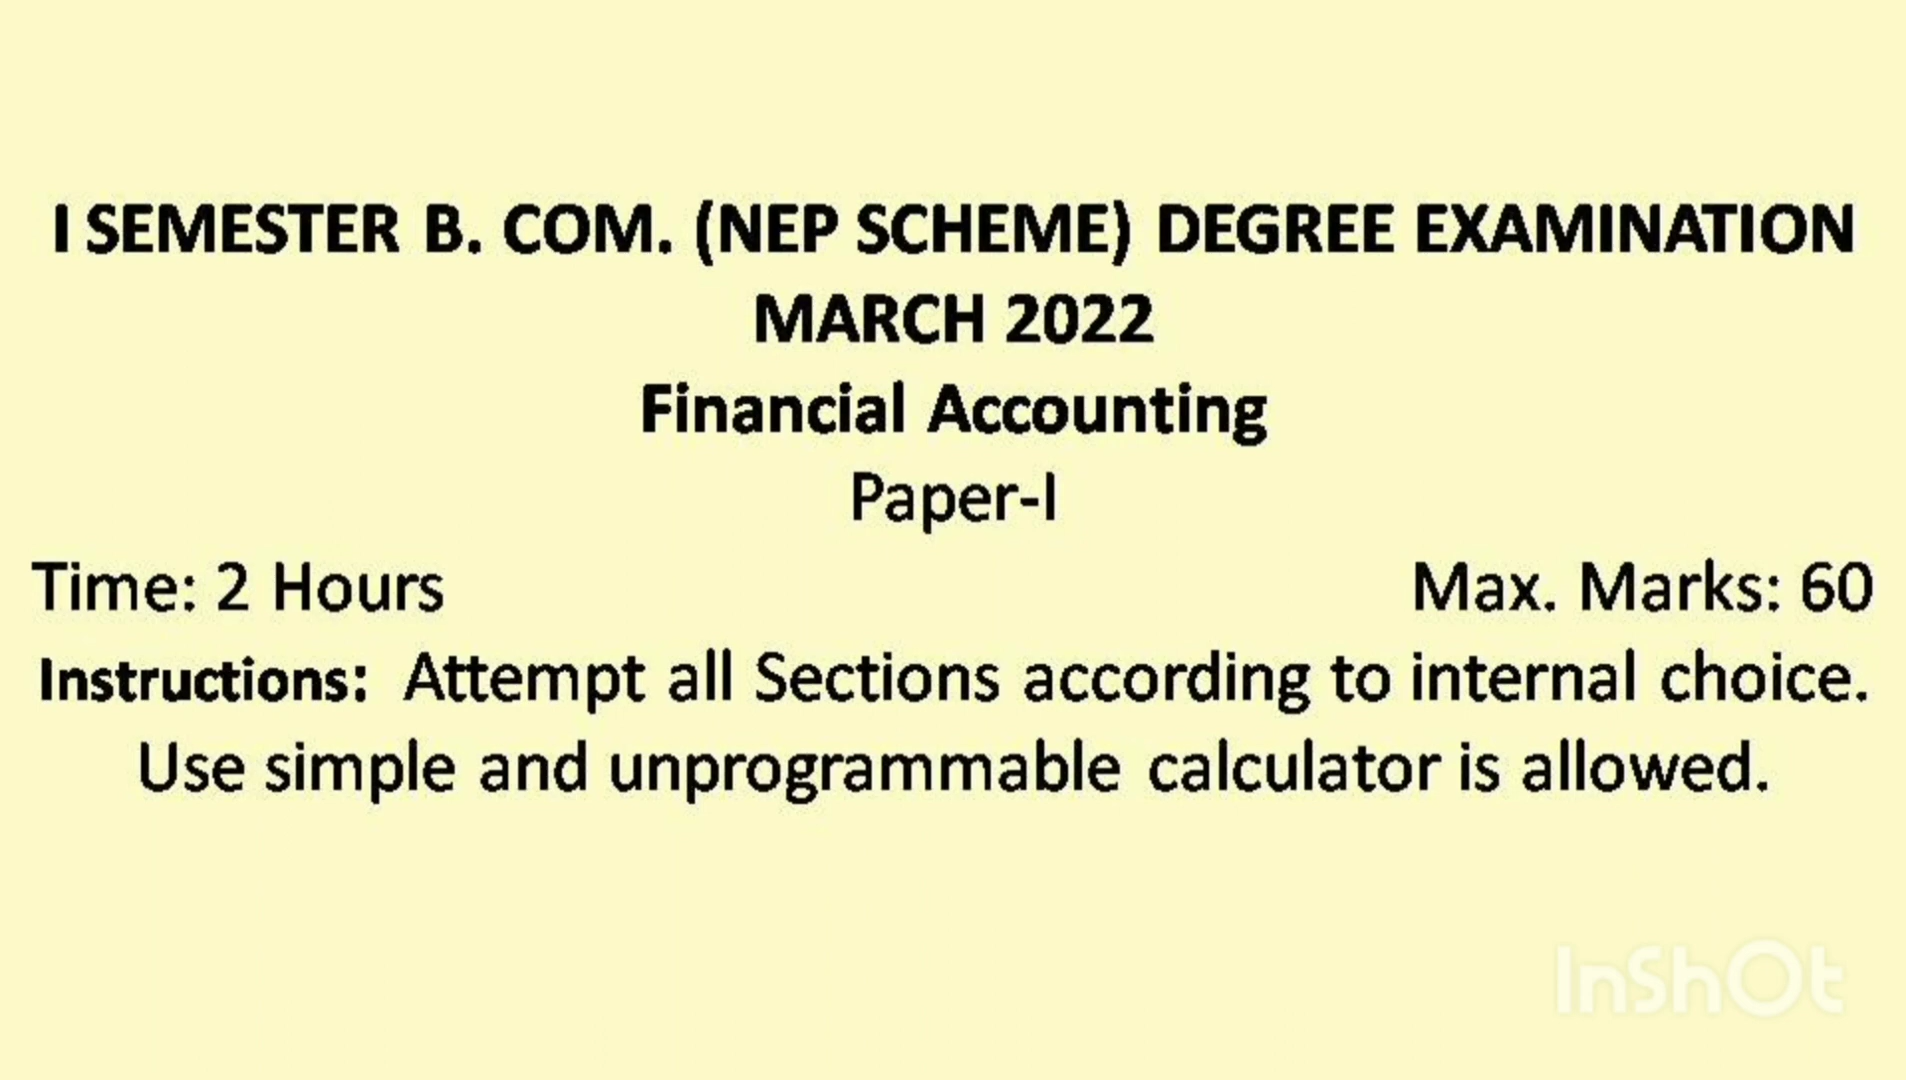 I SEMESTER B. COM. (NEP SCHEME) DEGREE EXAMINATION
MARCH 2022
Financial Accounting
Paper-I
Time: 2 Hours Max. Marks: 60
Instructions: Attempt all Sections according to internal choice.
Use simple and unprogrammable calculator is allowed.
InShOt